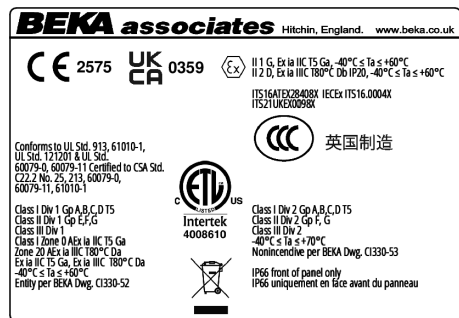 BEKA associates Hitchin, England. www.beka.co.uk
CE 2575 UK CA 0359 Ex II 1 G, Ex ia IIC T5 Ga, -40°C ≤ Ta ≤ +60°C
II 2 D, Ex ia IIIC T80°C Db IP20, -40°C ≤ Ta ≤ +60°C
ITS16ATEX28408X IECEx ITS16.0004X
ITS21UKEX0098X
CCC 英国制造
Conforms to UL Std. 913, 61010-1,
UL Std. 121201 & UL Std.
60079-0, 60079-11 Certified to CSA Std.
C22.2 No. 25, 213, 60079-0,
60079-11, 61010-1
Class I Div 1 Gp A,B,C,D T5
Class II Div 1 Gp E,F,G
Class III Div 1
Class I Zone 0 AEx ia IIC T5 Ga
Zone 20 AEx ia IIIC T80°C Da
Ex ia IIC T5 Ga, Ex ia IIIC T80°C Da
-40°C ≤ Ta ≤ +60°C
Entity per BEKA Dwg. CI330-52
ETL LISTED
C US
Intertek
4008610
Class I Div 2 Gp A,B,C,D T5
Class II Div 2 Gp F, G
Class III Div 2
-40°C ≤ Ta ≤ +70°C
Nonincendive per BEKA Dwg. CI330-53
IP66 front of panel only
IP66 uniquement en face avant du panneau